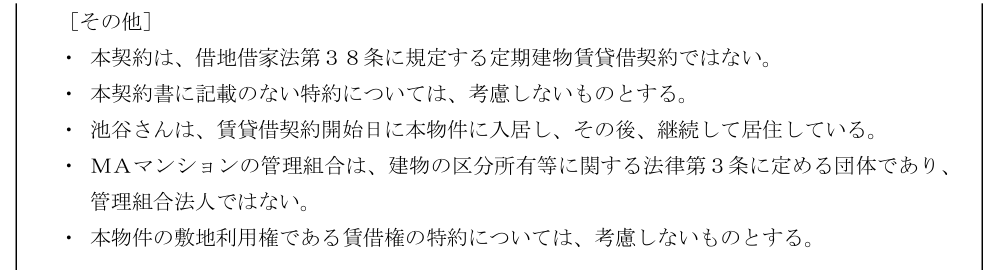 ［その他］
・ 本契約は、借地借家法第３８条に規定する定期建物賃貸借契約ではない。
・ 本契約書に記載のない特約については、考慮しないものとする。
・ 池谷さんは、賃貸借契約開始日に本物件に入居し、その後、継続して居住している。
・ ＭＡマンションの管理組合は、建物の区分所有等に関する法律第３条に定める団体であり、
管理組合法人ではない。
・ 本物件の敷地利用権である賃借権の特約については、考慮しないものとする。